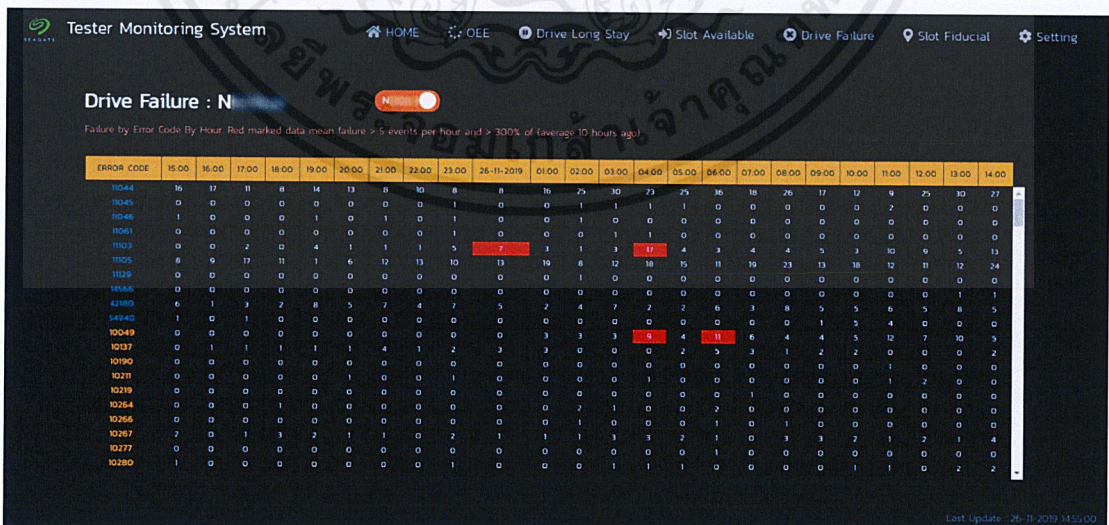 SEAGATE
Tester Monitoring System
HOME OEE Drive Long Stay Slot Available Drive Failure Slot Fiducial Setting
ลยีพระจอมเกล้าเจ้าคุณท
Drive Failure : N
N
Failure by Error Code By Hour. Red marked data mean failure > 5 events per hour and > 300% of (average 10 hours ago)
ERROR CODE 15:00 16:00 17:00 18:00 19:00 20:00 21:00 22:00 23:00 26-11-2019 01:00 02:00 03:00 04:00 05:00 06:00 07:00 08:00 09:00 10:00 11:00 12:00 13:00 14:00
11044 16 17 11 8 14 13 8 10 8 8 16 25 30 23 25 36 18 26 17 12 9 25 30 27
11045 0 0 0 0 0 0 0 0 1 0 0 1 1 1 1 0 0 0 0 0 2 0 0 0
11046 1 0 0 0 1 0 1 0 1 0 0 1 0 0 0 0 0 0 0 0 0 0 0 0
11061 0 0 0 0 0 0 0 0 1 0 0 0 1 1 0 0 0 0 0 0 0 0 0 0
11103 0 0 2 0 4 1 1 1 5 7 3 1 3 17 4 3 4 4 5 3 10 9 5 13
11105 8 9 17 11 1 6 12 13 10 13 19 8 12 18 15 11 19 23 13 18 12 11 12 24
11129 0 0 0 0 0 0 0 0 0 0 0 1 0 0 0 0 0 0 0 0 0 0 0 0
14566 0 0 0 0 0 0 0 0 0 0 0 0 0 0 0 0 0 0 0 0 0 0 1 1
42180 6 1 3 2 8 5 7 4 7 5 2 4 7 2 2 6 3 8 5 5 6 5 8 5
54940 1 0 1 0 0 0 0 0 0 0 0 0 0 0 0 0 0 0 1 5 4 0 0 0
10049 0 0 0 0 0 0 0 0 0 0 3 3 3 9 4 11 6 4 4 5 12 7 10 5
10137 0 1 1 1 1 1 4 1 2 3 3 0 0 0 2 5 3 1 2 2 0 0 0 2
10190 0 0 0 0 0 0 0 0 0 0 0 0 0 0 0 0 0 0 0 0 1 0 0 0
10211 0 0 0 0 0 1 0 0 1 0 0 0 0 1 0 0 0 0 0 0 1 2 0 0
10219 0 0 0 0 0 0 0 0 0 0 0 0 0 0 0 0 1 0 0 0 0 0 0 0
10264 0 0 0 1 0 0 0 0 0 0 0 2 1 0 0 2 0 0 0 0 0 0 0 0
10266 0 0 0 0 0 0 0 0 0 0 0 1 0 0 0 1 0 1 0 0 0 0 0 0
10267 2 0 1 3 2 1 1 0 2 1 1 1 3 3 2 1 0 3 3 2 1 2 1 4
10277 0 0 0 0 0 0 0 0 0 0 0 0 0 0 0 1 0 0 0 0 0 0 0 0
10280 1 0 0 0 0 0 0 0 1 0 0 0 1 1 1 0 0 0 0 1 1 0 2 2
Last Update : 26-11-2019 14:55:00